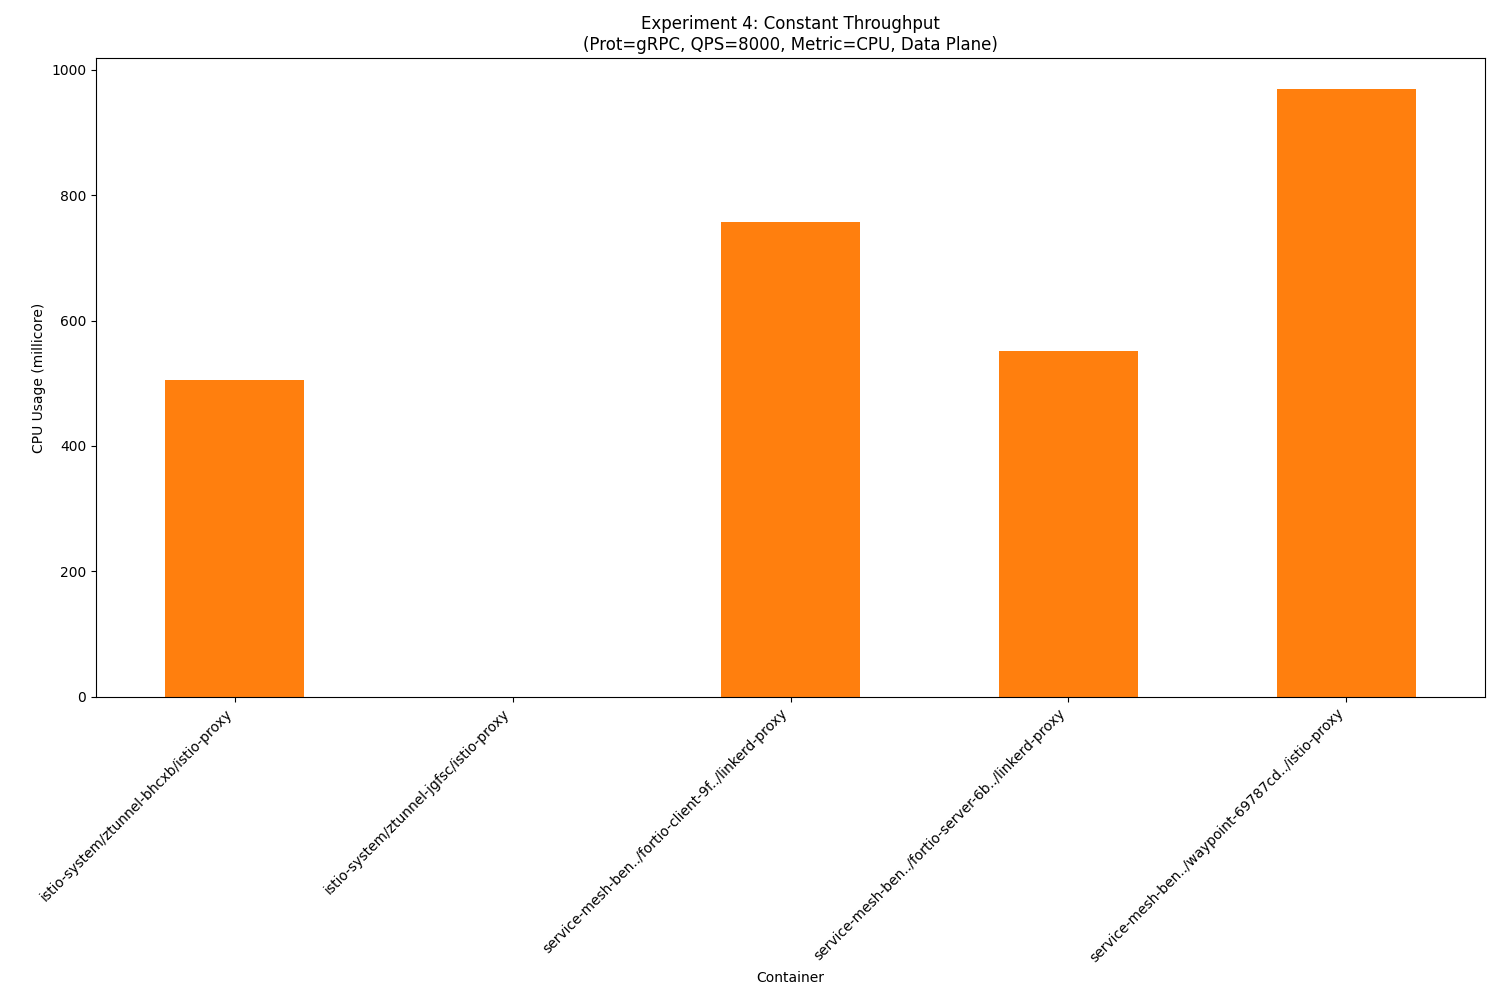 Experiment 4: Constant Throughput
(Prot=gRPC, QPS=8000, Metric=CPU, Data Plane)
CPU Usage (millicore)
1000
800
600
400
200
0
istio-system/ztunnel-bhcxb/istio-proxy
istio-system/ztunnel-jgfsc/istio-proxy
service-mesh-ben../fortio-client-9f../linkerd-proxy
service-mesh-ben../fortio-server-6b../linkerd-proxy
service-mesh-ben../waypoint-69787cd../istio-proxy
Container